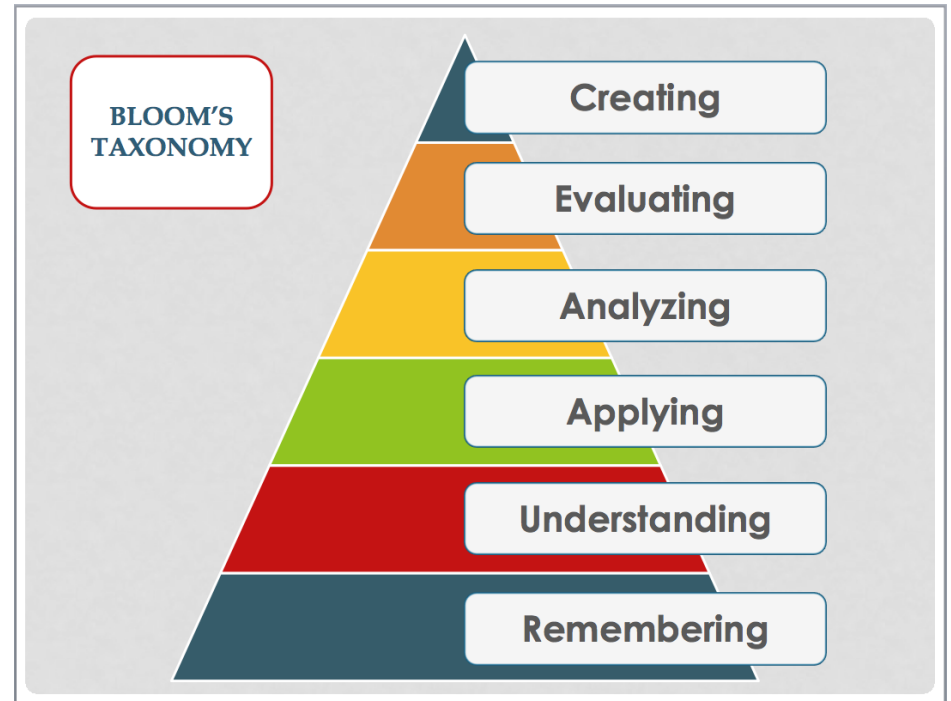 BLOOM'S
TAXONOMY
Creating
Evaluating
Analyzing
Applying
Understanding
Remembering